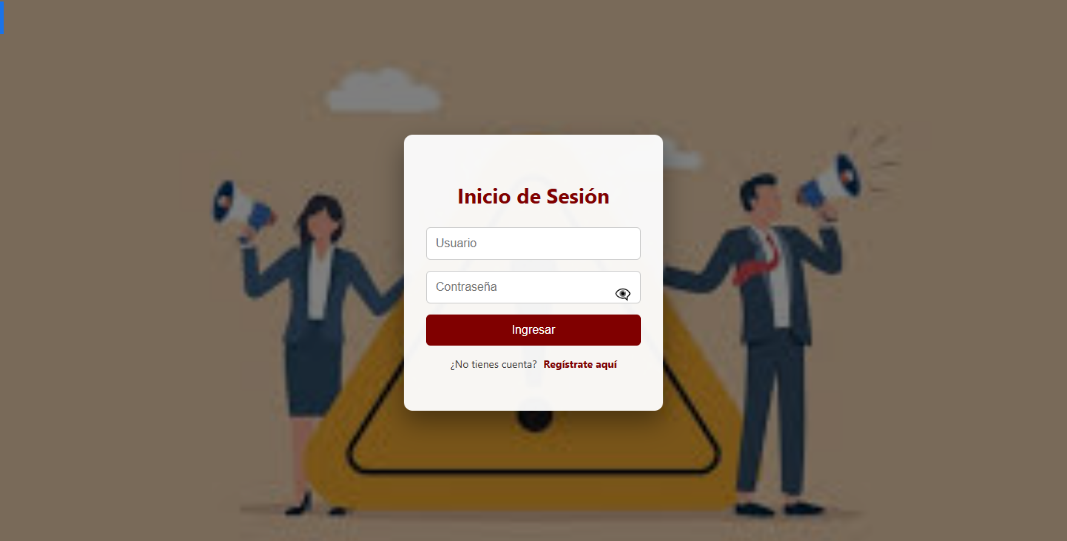 Inicio de Sesión
Usuario
Contraseña
Ingresar
¿No tienes cuenta? Regístrate aquí